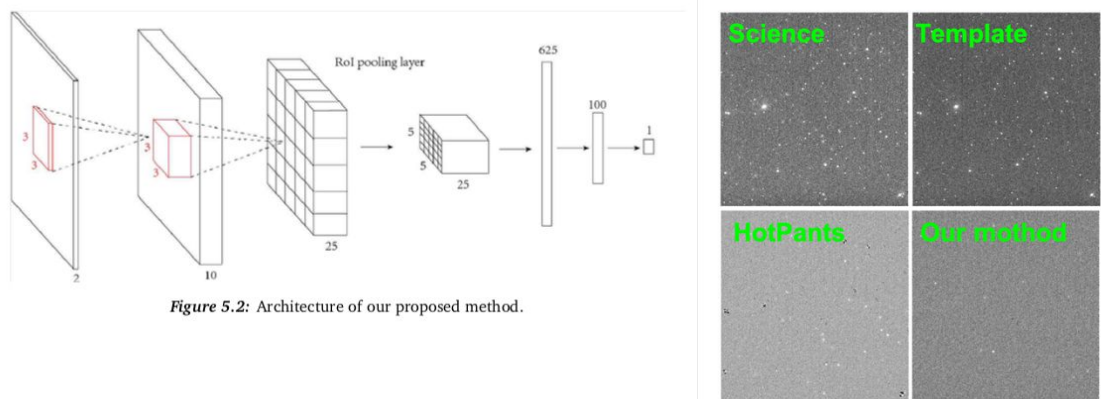 3
3
2
3
3
10
RoI pooling layer
25
5
5
25
625
100
1
Figure 5.2: Architecture of our proposed method.
Science
Template
HotPants
Our mothod